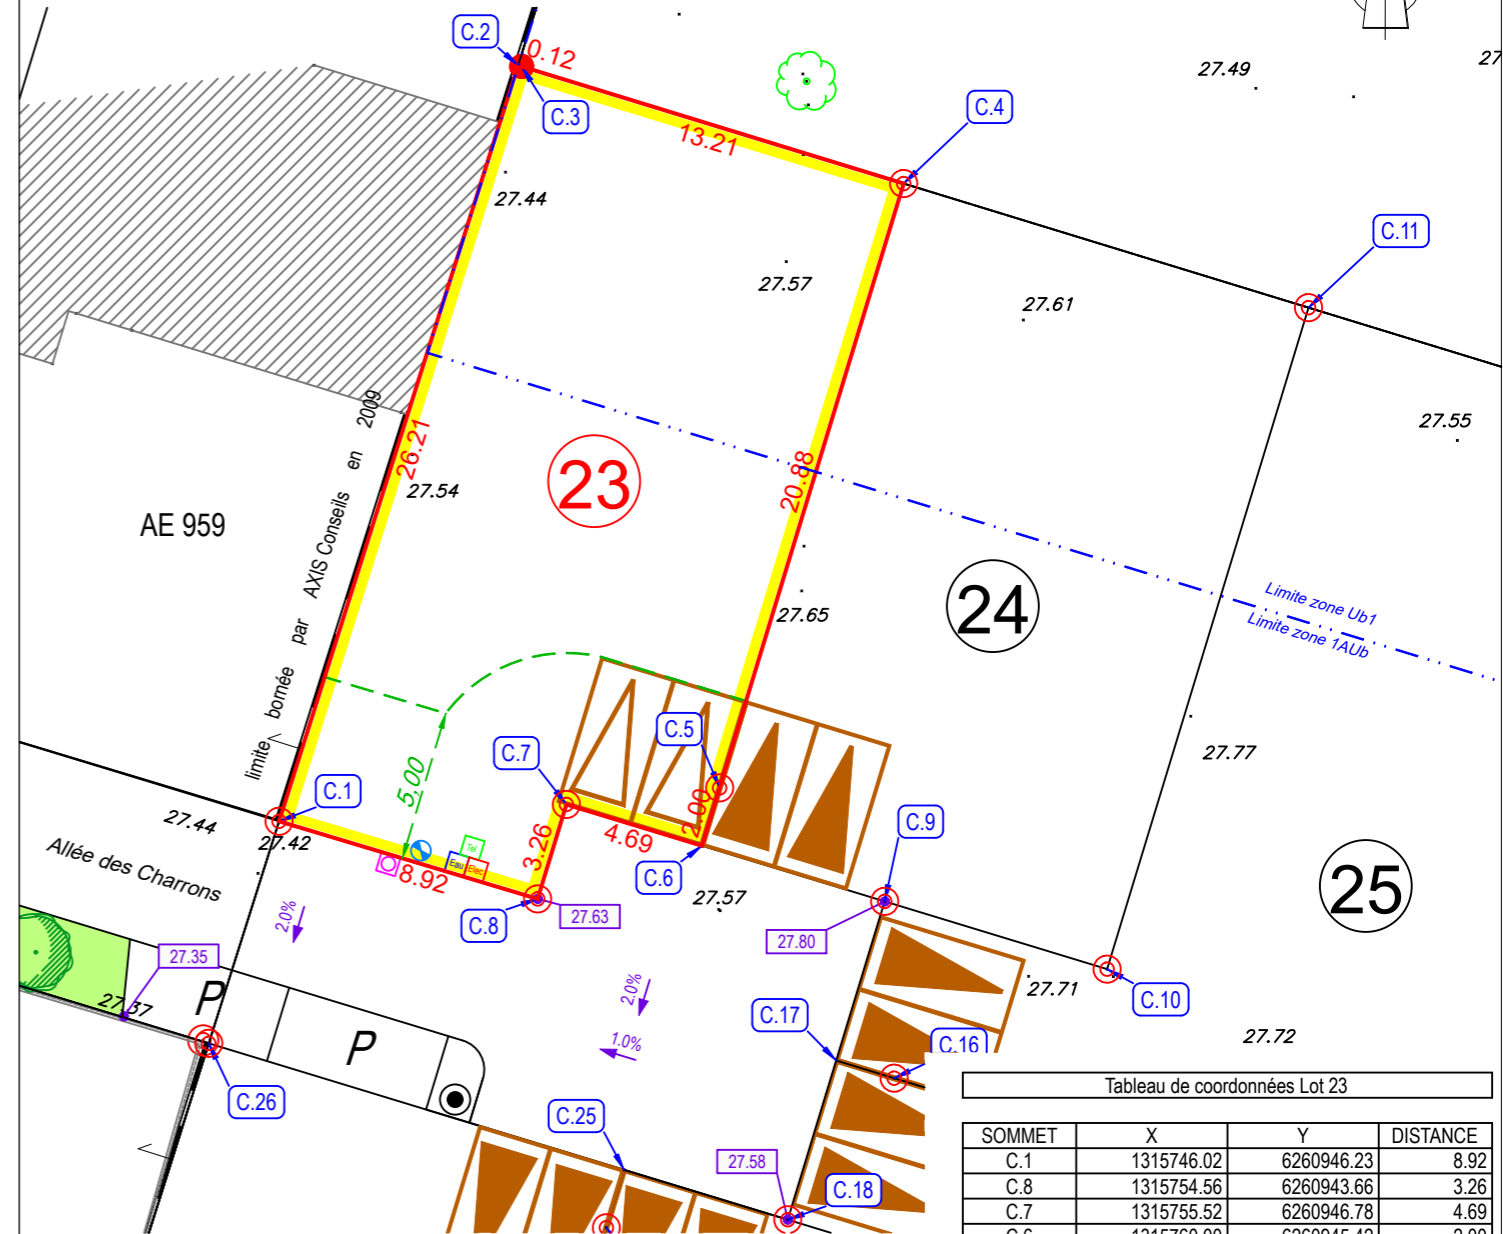 C.2
0.12
27.49
27
C.3
C.4
13.21
27.44
C.11
27.57
27.61
26.21
27.54
23
20.88
27.55
AE 959
limite bornée par AXIS Conseils en 2009
24
Limite zone Ub1
Limite zone 1AUb
27.65
C.5
C.7
5.00
27.77
C.1
27.44
27.42
2.00
Allée des Charrons
Tel
Eau
Elec
3.26
4.69
C.9
8.92
C.6
27.57
25
C.8
27.63
2.0%
27.80
27.35
27.37
P
2.0%
27.71
C.10
C.17
1.0%
P
C.16
27.72
C.26
C.25
27.58
C.18
Tableau de coordonnées Lot 23
SOMMET X Y DISTANCE
C.1 1315746.02 6260946.23 8.92
C.8 1315754.56 6260943.66 3.26
C.7 1315755.52 6260946.78 4.69